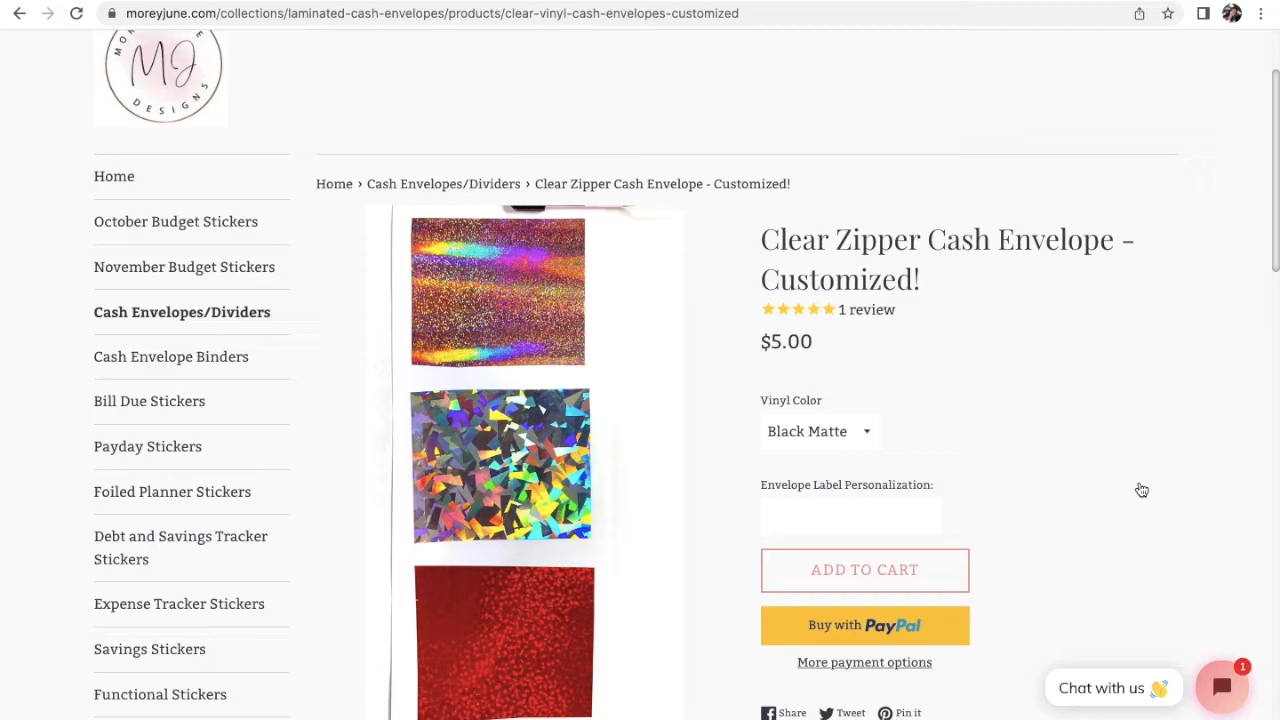 moreyjune.com/collections/laminated-cash-envelopes/products/clear-vinyl-cash-envelopes-customized
MJ
DESIGNS
Home
October Budget Stickers
November Budget Stickers
Cash Envelopes/Dividers
Cash Envelope Binders
Bill Due Stickers
Payday Stickers
Foiled Planner Stickers
Debt and Savings Tracker
Stickers
Expense Tracker Stickers
Savings Stickers
Functional Stickers
Home › Cash Envelopes/Dividers › Clear Zipper Cash Envelope - Customized!
Clear Zipper Cash Envelope -
Customized!
1 review
$5.00
Vinyl Color
Black Matte
Envelope Label Personalization:
ADD TO CART
Buy with PayPal
More payment options
Share Tweet Pin it
Chat with us 👋
1